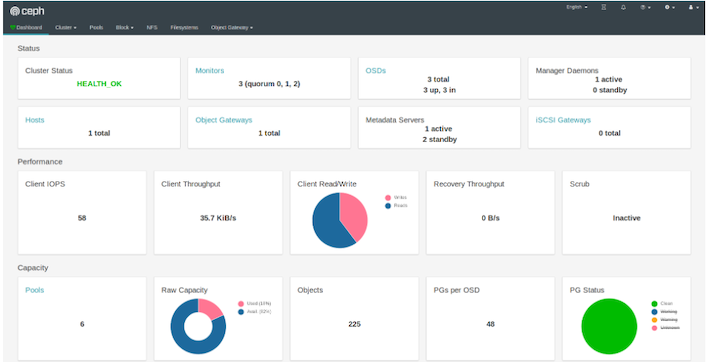 ceph
English
Dashboard Cluster Pools Block NFS Filesystems Object Gateway
Status
Cluster Status
HEALTH_OK
Monitors
3 (quorum 0, 1, 2)
OSDs
3 total
3 up, 3 in
Manager Daemons
1 active
0 standby
Hosts
1 total
Object Gateways
1 total
Metadata Servers
1 active
2 standby
iSCSI Gateways
0 total
Performance
Client IOPS
58
Client Throughput
35.7 KiB/s
Client Read/Write
Writes
Reads
Recovery Throughput
0 B/s
Scrub
Inactive
Capacity
Pools
6
Raw Capacity
Used
Avail.
Objects
225
PGs per OSD
48
PG Status
Clean
Working
Warning
Unknown